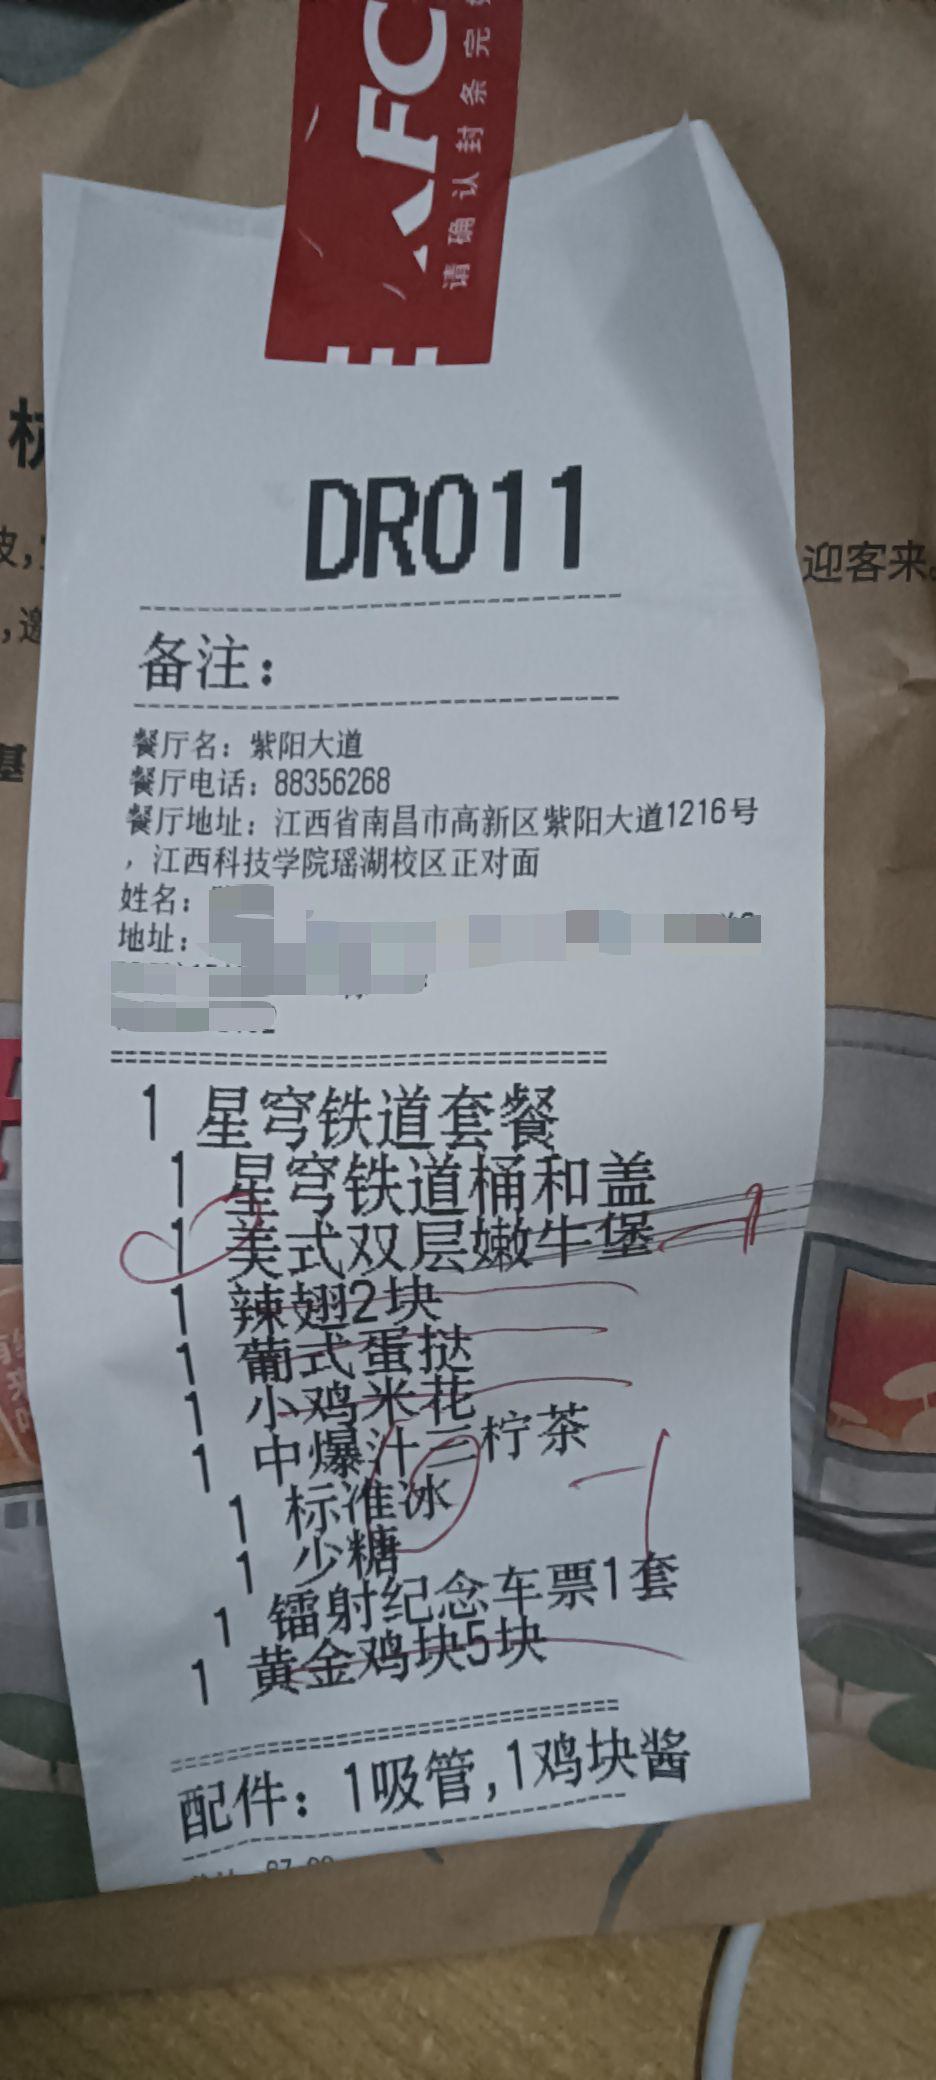 KFC
请确认封条完
DR011
备注：
迎客来。
餐厅名：紫阳大道
餐厅电话：88356268
餐厅地址：江西省南昌市高新区紫阳大道1216号
，江西科技学院瑶湖校区正对面
姓名：
地址：
1 星穹铁道套餐
1 星穹铁道桶和盖
1 美式双层嫩牛堡
1 辣翅2块
1 葡式蛋挞
1 小鸡米花
1 中爆汁三柠茶
1 标准冰
1 少糖
1 镭射纪念车票1套
1 黄金鸡块5块
配件：1吸管,1鸡块酱